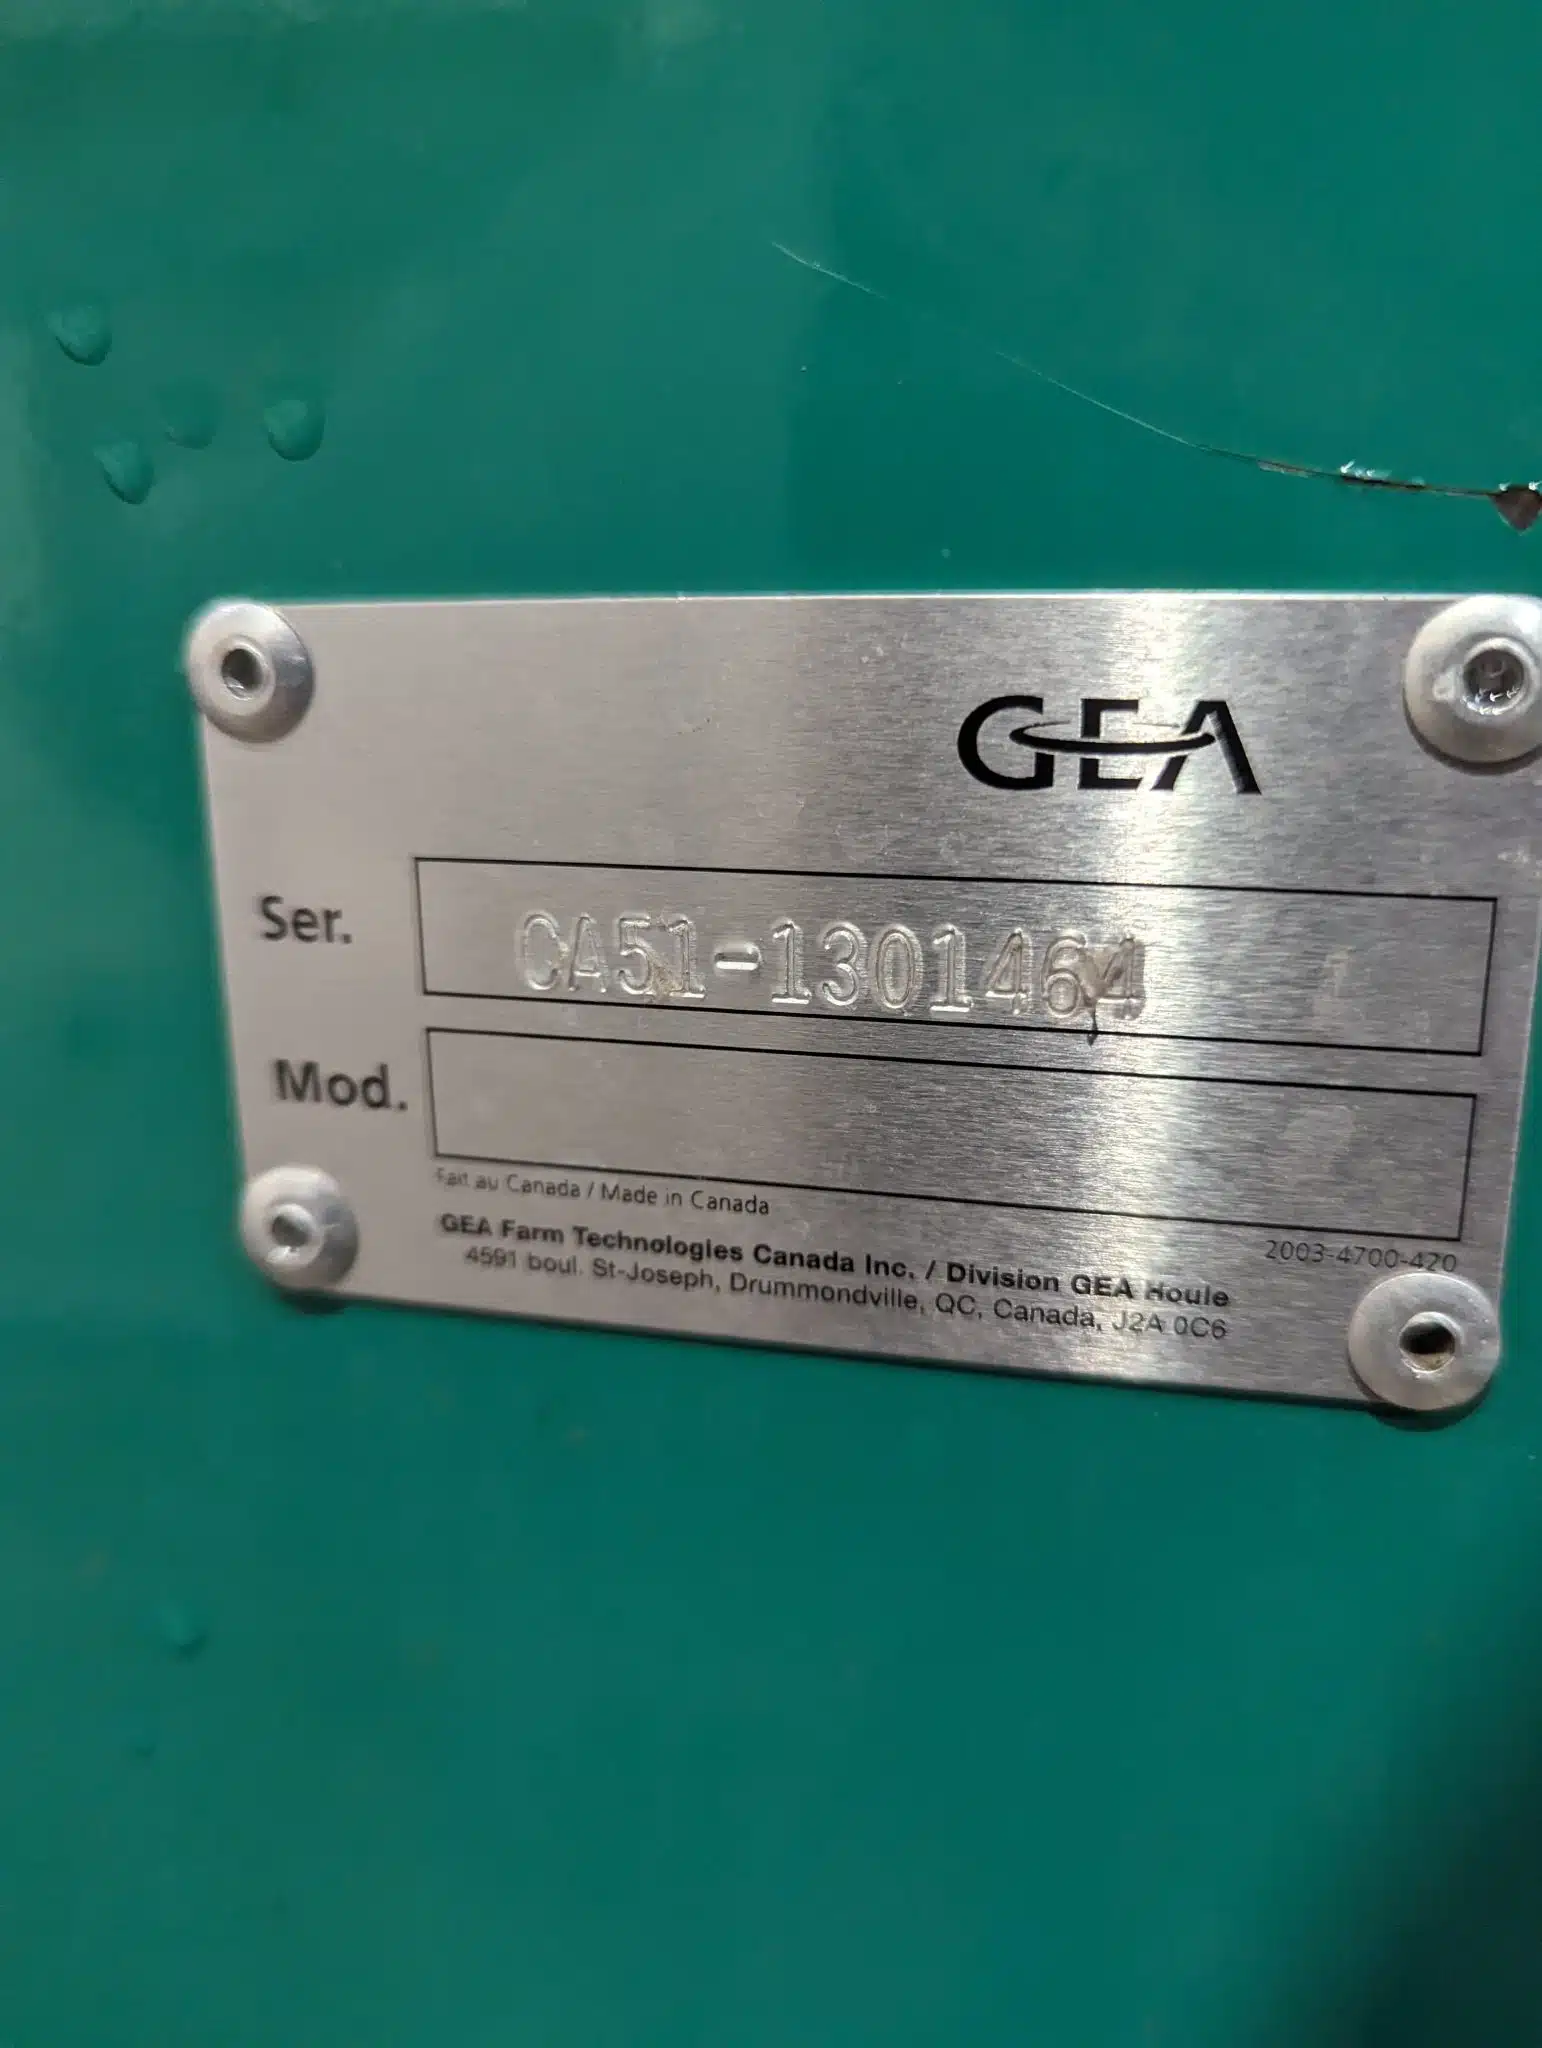 GEA
Ser. CA51-1301464
Mod.
Fait au Canada / Made in Canada
2003-4700-420
GEA Farm Technologies Canada Inc. / Division GEA Houle
4591 boul. St-Joseph, Drummondville, QC, Canada, J2A 0C6